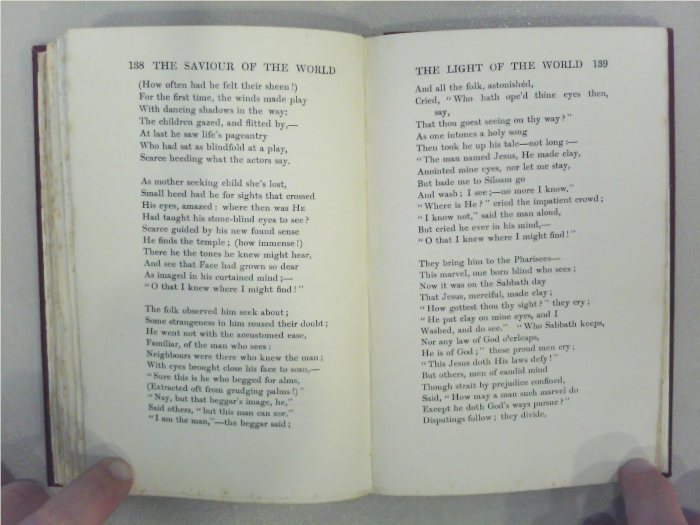 138 THE SAVIOUR OF THE WORLD
(How often had he felt their sheen!)
For the first time, the winds made play
With dancing shadows in the way:
The children gazed, and flitted by,—
At last he saw life's pageantry
Who had sat as blindfold at a play,
Scarce heeding what the actors say.
As mother seeking child she's lost,
Small heed had he for sights that crossed
His eyes, amazed: where then was HE
Had taught his stone-blind eyes to see?
Scarce guided by his new found sense
He finds the temple; (how immense!)
There be the tones he knew might hear,
And see that Face had grown so dear
As imaged in his curtained mind;—
"O that I knew where I might find!"
The folk observed him seek about;
Some strangeness in him roused their doubt;
He went not with the accustomed ease,
Familiar, of the man who sees:
Neighbours were there who knew the man;
With eyes brought close his face to scan,—
"Sure this is he who begged for alms,
(Extracted oft from grudging palms!)"
"Nay, but that beggar's image, he,"
Said others, "but this man can see."
"I am the man,"—the beggar said;
THE LIGHT OF THE WORLD 139
And all the folk, astonishéd,
Cried, "Who hath ope'd thine eyes then,
say,
That thou goest seeing on thy way?"
As one intones a holy song
Then took he up his tale—not long:—
"The man named Jesus, He made clay,
Anointed mine eyes, nor let me stay,
But bade me to Siloam go
And wash; I see;—no more I know,"
"Where is He?" cried the impatient crowd;
"I know not," said the man aloud,
But cried he ever in his mind,—
"O that I knew where I might find!"
They bring him to the Pharisees—
This marvel, one born blind who sees;
Now it was on the Sabbath day
That Jesus, merciful, made clay;
"How gottest thou thy sight?" they cry;
"He put clay on mine eyes, and I
Washed, and do see." "Who Sabbath keeps,
Nor any law of God o'erleaps,
He is of God;" these proud men cry;
"This Jesus doth His laws defy!"
But others, men of candid mind
Though strait by prejudice confined,
Said, "How may a man such marvel do
Except he doth God's ways pursue?"
Disputings follow; they divide,